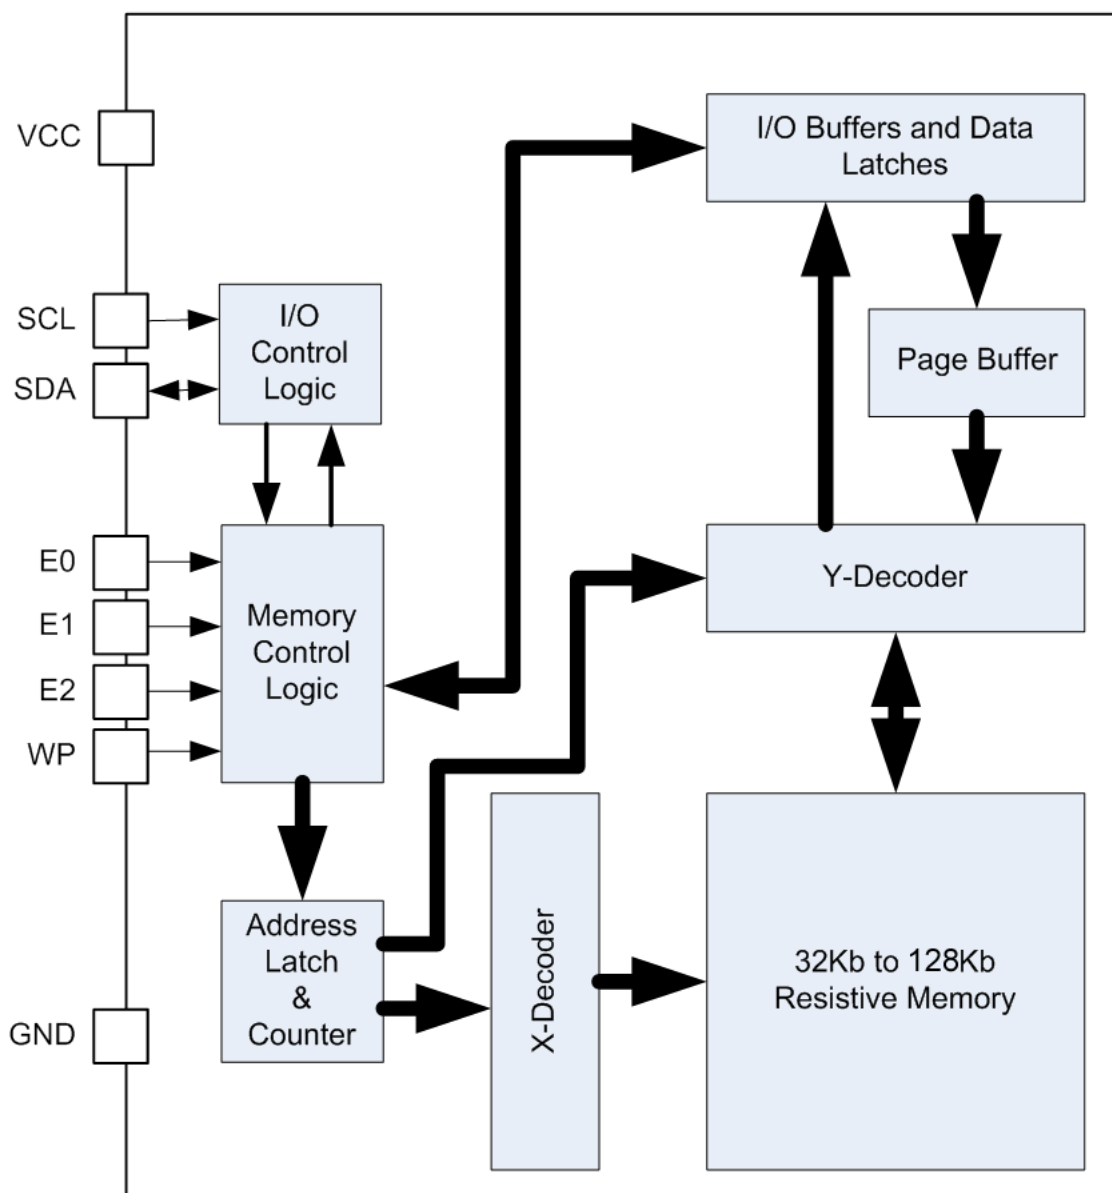 VCC
I/O Buffers and Data
Latches
SCL
SDA
I/O
Control
Logic
Page Buffer
E0
E1
E2
WP
Memory
Control
Logic
Y-Decoder
Address
Latch
&
Counter
X-Decoder
32Kb to 128Kb
Resistive Memory
GND